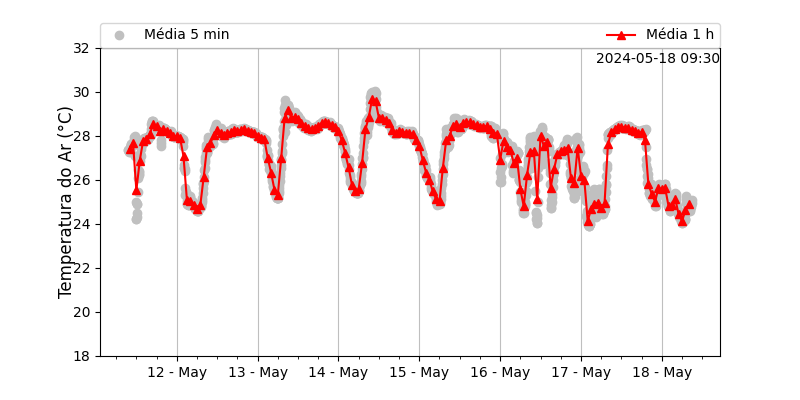 Média 5 min
Média 1 h
2024-05-18 09:30
Temperatura do Ar (°C)
32
30
28
26
24
22
20
18
12 - May
13 - May
14 - May
15 - May
16 - May
17 - May
18 - May